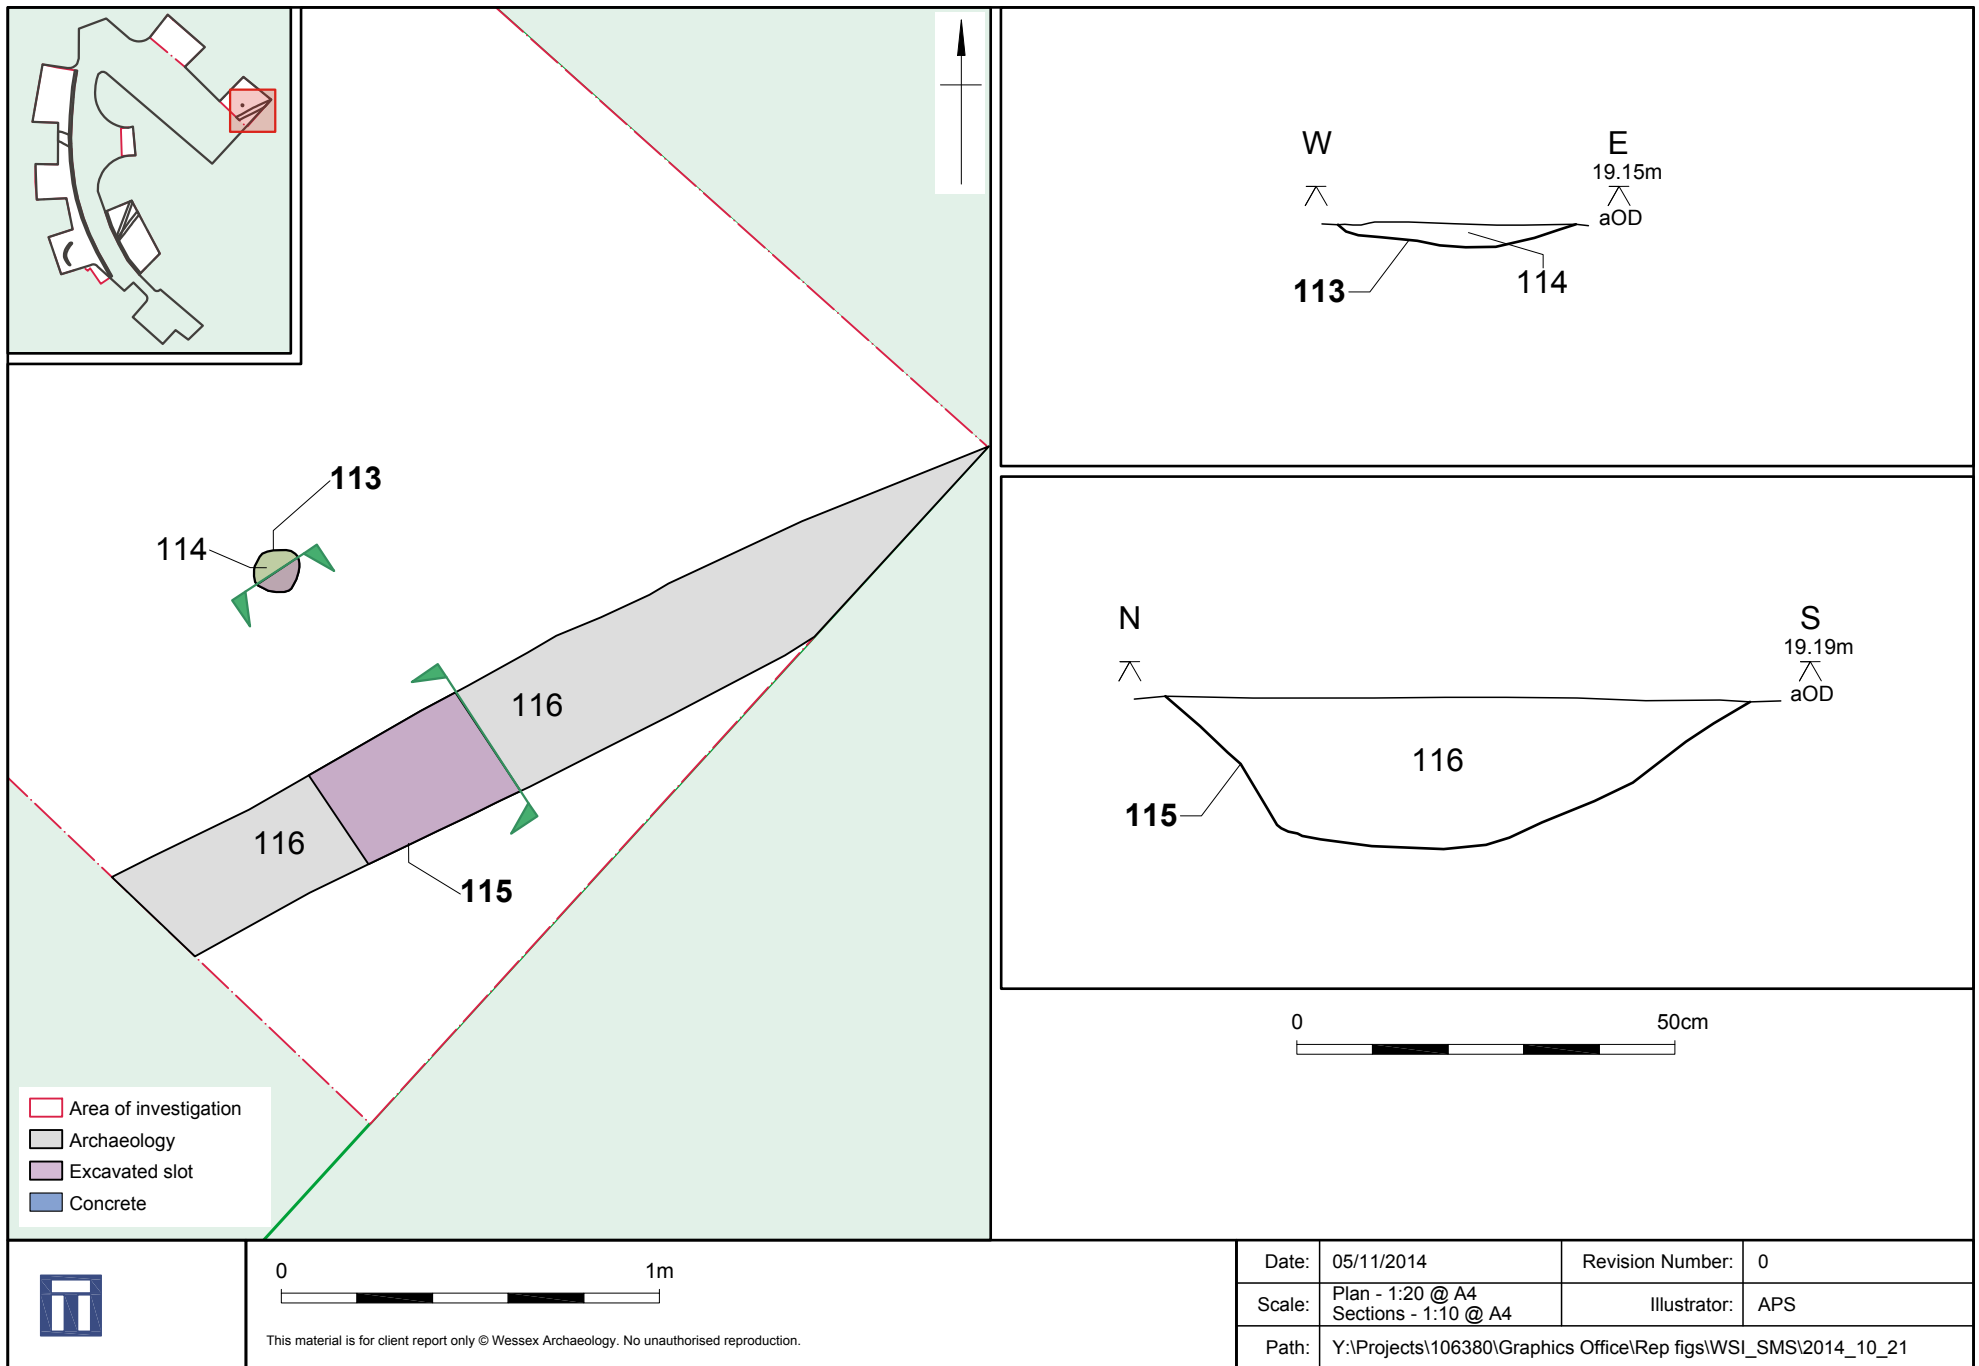 113
114
116
116
115
Area of investigation
Archaeology
Excavated slot
Concrete
W
E
19.15m
aOD
113
114
N
S
19.19m
aOD
116
115
0
50cm
0
1m
This material is for client report only © Wessex Archaeology. No unauthorised reproduction.
Date: 05/11/2014 Revision Number: 0
Scale: Plan - 1:20 @ A4
Sections - 1:10 @ A4
Illustrator: APS
Path: Y:\Projects\106380\Graphics Office\Rep figs\WSI_SMS\2014_10_21